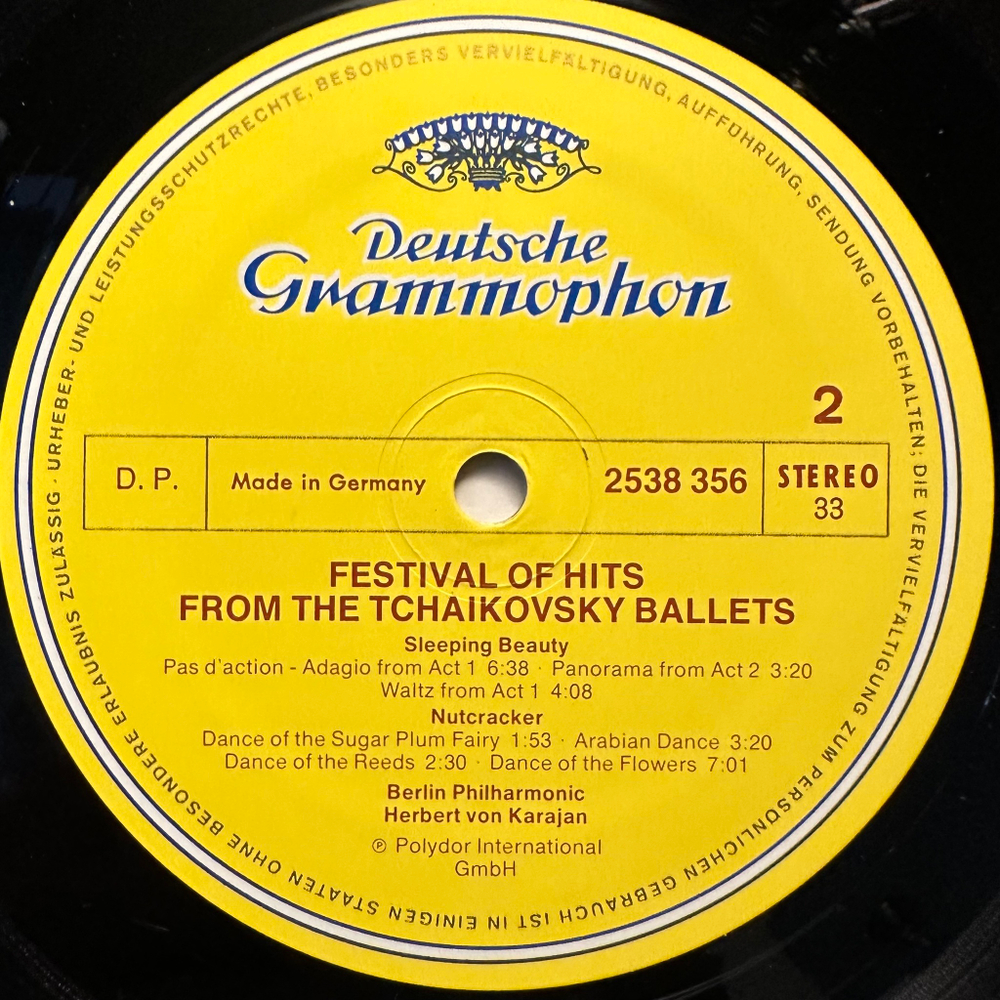 URHEBER- UND LEISTUNGSSCHUTZRECHTE, BESONDERS VERVIELFÄLTIGUNG, AUFFÜHRUNG, SENDUNG VORBEHALTEN; DIE VERVIELFÄLTIGUNG ZUM PERSÖNLICHEN GEBRAUCH IST IN EINIGEN STAATEN OHNE BESONDERE ERLAUBNIS ZULÄSSIG ·
Deutsche
Grammophon
2
D. P. Made in Germany 2538 356 STEREO
33
FESTIVAL OF HITS
FROM THE TCHAIKOVSKY BALLETS
Sleeping Beauty
Pas d'action - Adagio from Act 1 6:38 · Panorama from Act 2 3:20
Waltz from Act 1 4:08
Nutcracker
Dance of the Sugar Plum Fairy 1:53 · Arabian Dance 3:20
Dance of the Reeds 2:30 · Dance of the Flowers 7:01
Berlin Philharmonic
Herbert von Karajan
℗ Polydor International
GmbH